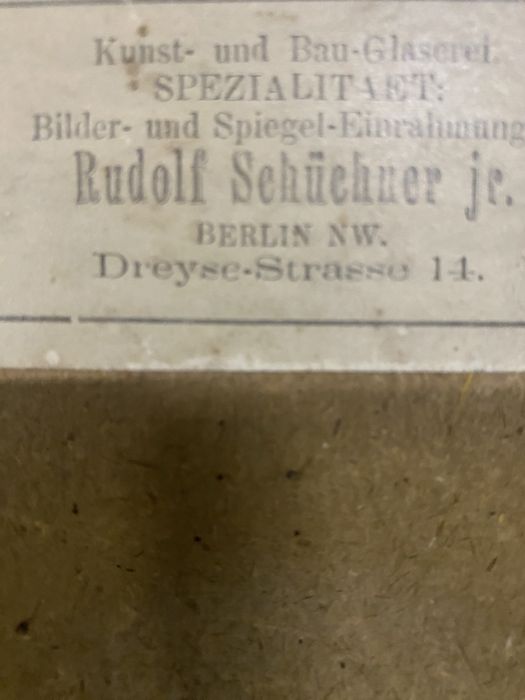 Kunst- und Bau-Glaserei
SPEZIALITAET:
Bilder- und Spiegel-Einrahmung
Rudolf Schüchner jr.
BERLIN NW.
Dreyse-Strasse 14.